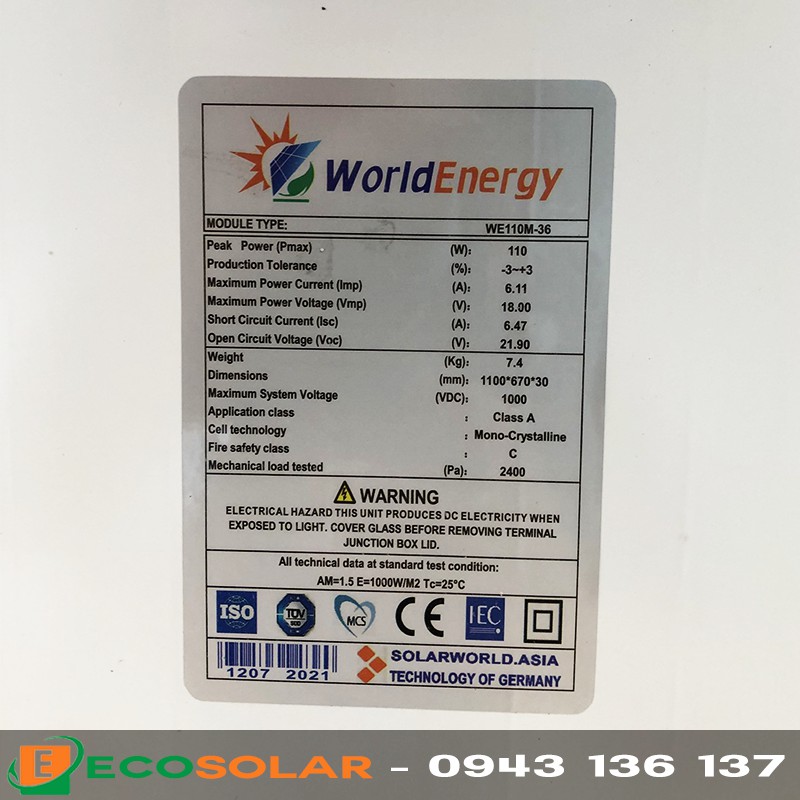 WorldEnergy
MODULE TYPE: WE110M-36
Peak Power (Pmax) (W): 110
Production Tolerance (%): -3~+3
Maximum Power Current (Imp) (A): 6.11
Maximum Power Voltage (Vmp) (V): 18.00
Short Circuit Current (Isc) (A): 6.47
Open Circuit Voltage (Voc) (V): 21.90
Weight (Kg): 7.4
Dimensions (mm): 1100*670*30
Maximum System Voltage (VDC): 1000
Application class : Class A
Cell technology : Mono-Crystalline
Fire safety class : C
Mechanical load tested (Pa): 2400
WARNING
ELECTRICAL HAZARD THIS UNIT PRODUCES DC ELECTRICITY WHEN
EXPOSED TO LIGHT. COVER GLASS BEFORE REMOVING TERMINAL
JUNCTION BOX LID.
All technical data at standard test condition:
AM=1.5 E=1000W/M2 Tc=25°C
ISO TUV MCS CE IEC
1207 2021
SOLARWORLD.ASIA
TECHNOLOGY OF GERMANY
E ECOSOLAR - 0943 136 137